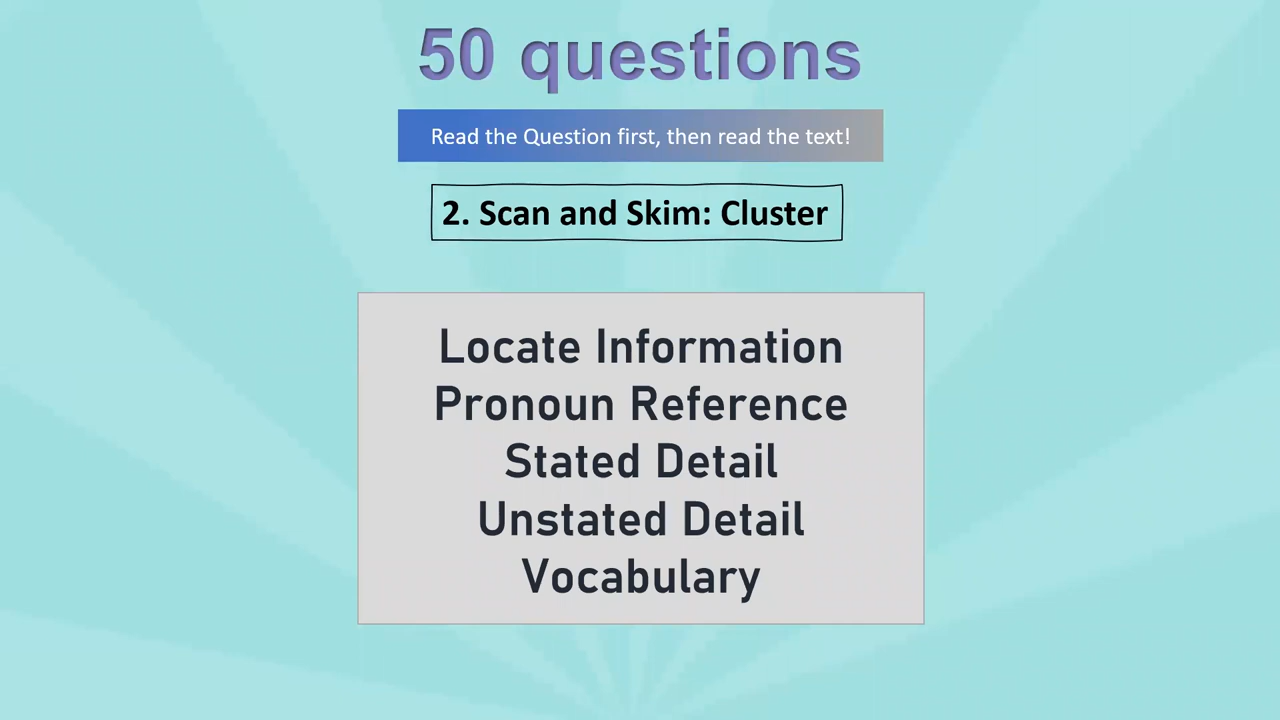 50 questions
Read the Question first, then read the text!
2. Scan and Skim: Cluster
Locate Information
Pronoun Reference
Stated Detail
Unstated Detail
Vocabulary